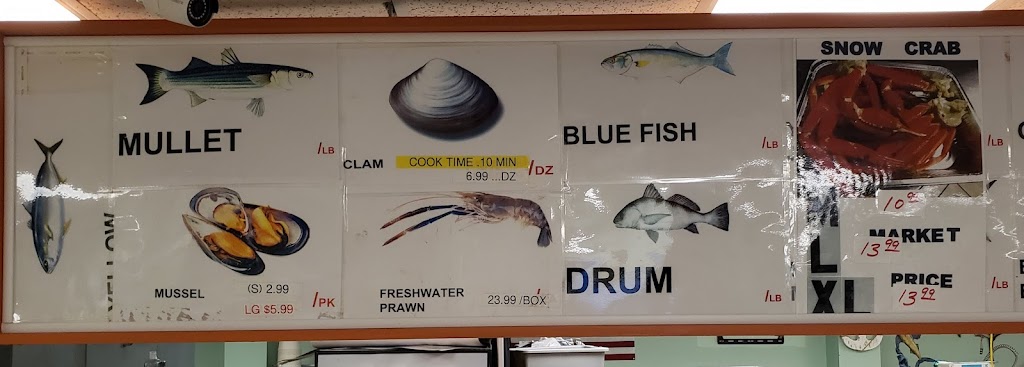 YELLOW
MULLET
/LB
MUSSEL
(S) 2.99
LG $5.99
/PK
CLAM
COOK TIME .10 MIN
6.99 ...DZ
/DZ
FRESHWATER
PRAWN
23.99 /BOX
BLUE FISH
/LB
DRUM
/LB
SNOW CRAB
/LB
10.99
L
MARKET
13.99
XL
PRICE
13.99
/LB